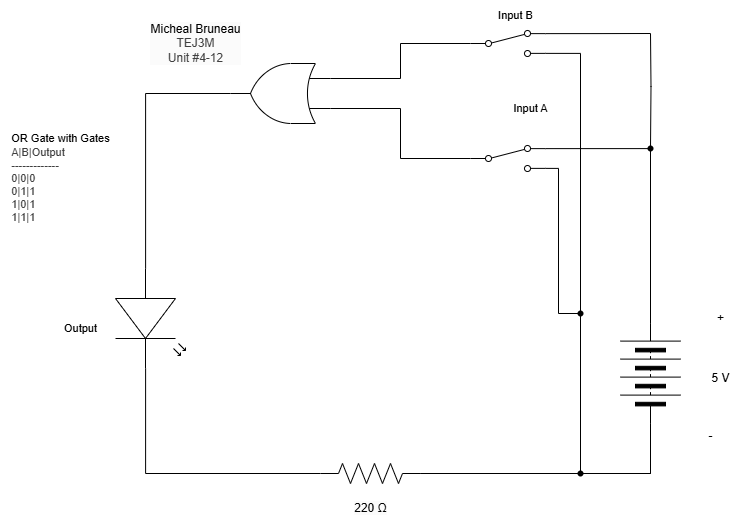 Input B
Micheal Bruneau
TEJ3M
Unit #4-12
Input A
OR Gate with Gates
A|B|Output
-------------
0|0|0
0|1|1
1|0|1
1|1|1
Output
+
5 V
-
220 Ω